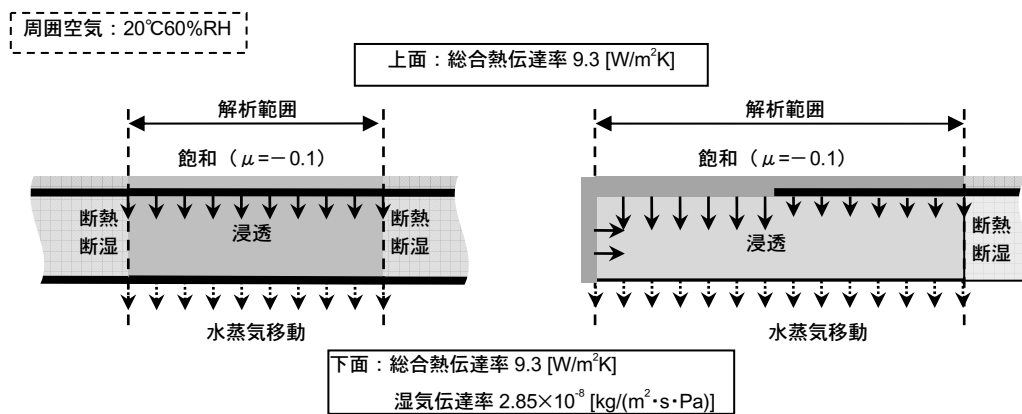 周囲空気：20℃60%RH
上面：総合熱伝達率 9.3 [W/m²K]
解析範囲
飽和（μ=－0.1）
断熱
断湿
浸透
断熱
断湿
水蒸気移動
解析範囲
飽和（μ=－0.1）
浸透
断熱
断湿
水蒸気移動
下面：総合熱伝達率 9.3 [W/m²K]
湿気伝達率 2.85×10⁻⁸ [kg/(m²･s･Pa)]